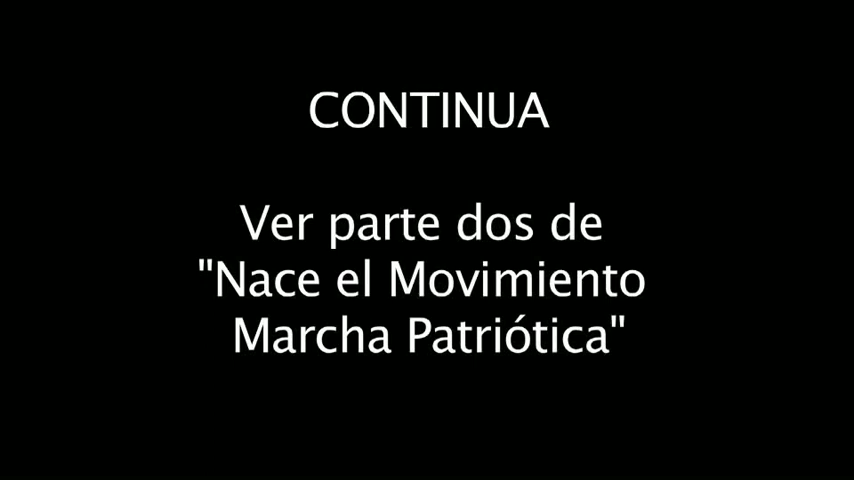 CONTINUA
Ver parte dos de
"Nace el Movimiento
Marcha Patriótica"